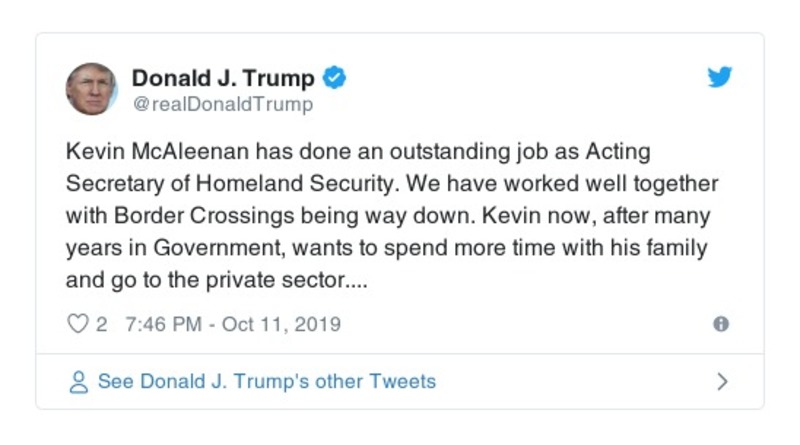 Donald J. Trump
@realDonaldTrump
Kevin McAleenan has done an outstanding job as Acting
Secretary of Homeland Security. We have worked well together
with Border Crossings being way down. Kevin now, after many
years in Government, wants to spend more time with his family
and go to the private sector....
2 7:46 PM - Oct 11, 2019
See Donald J. Trump's other Tweets